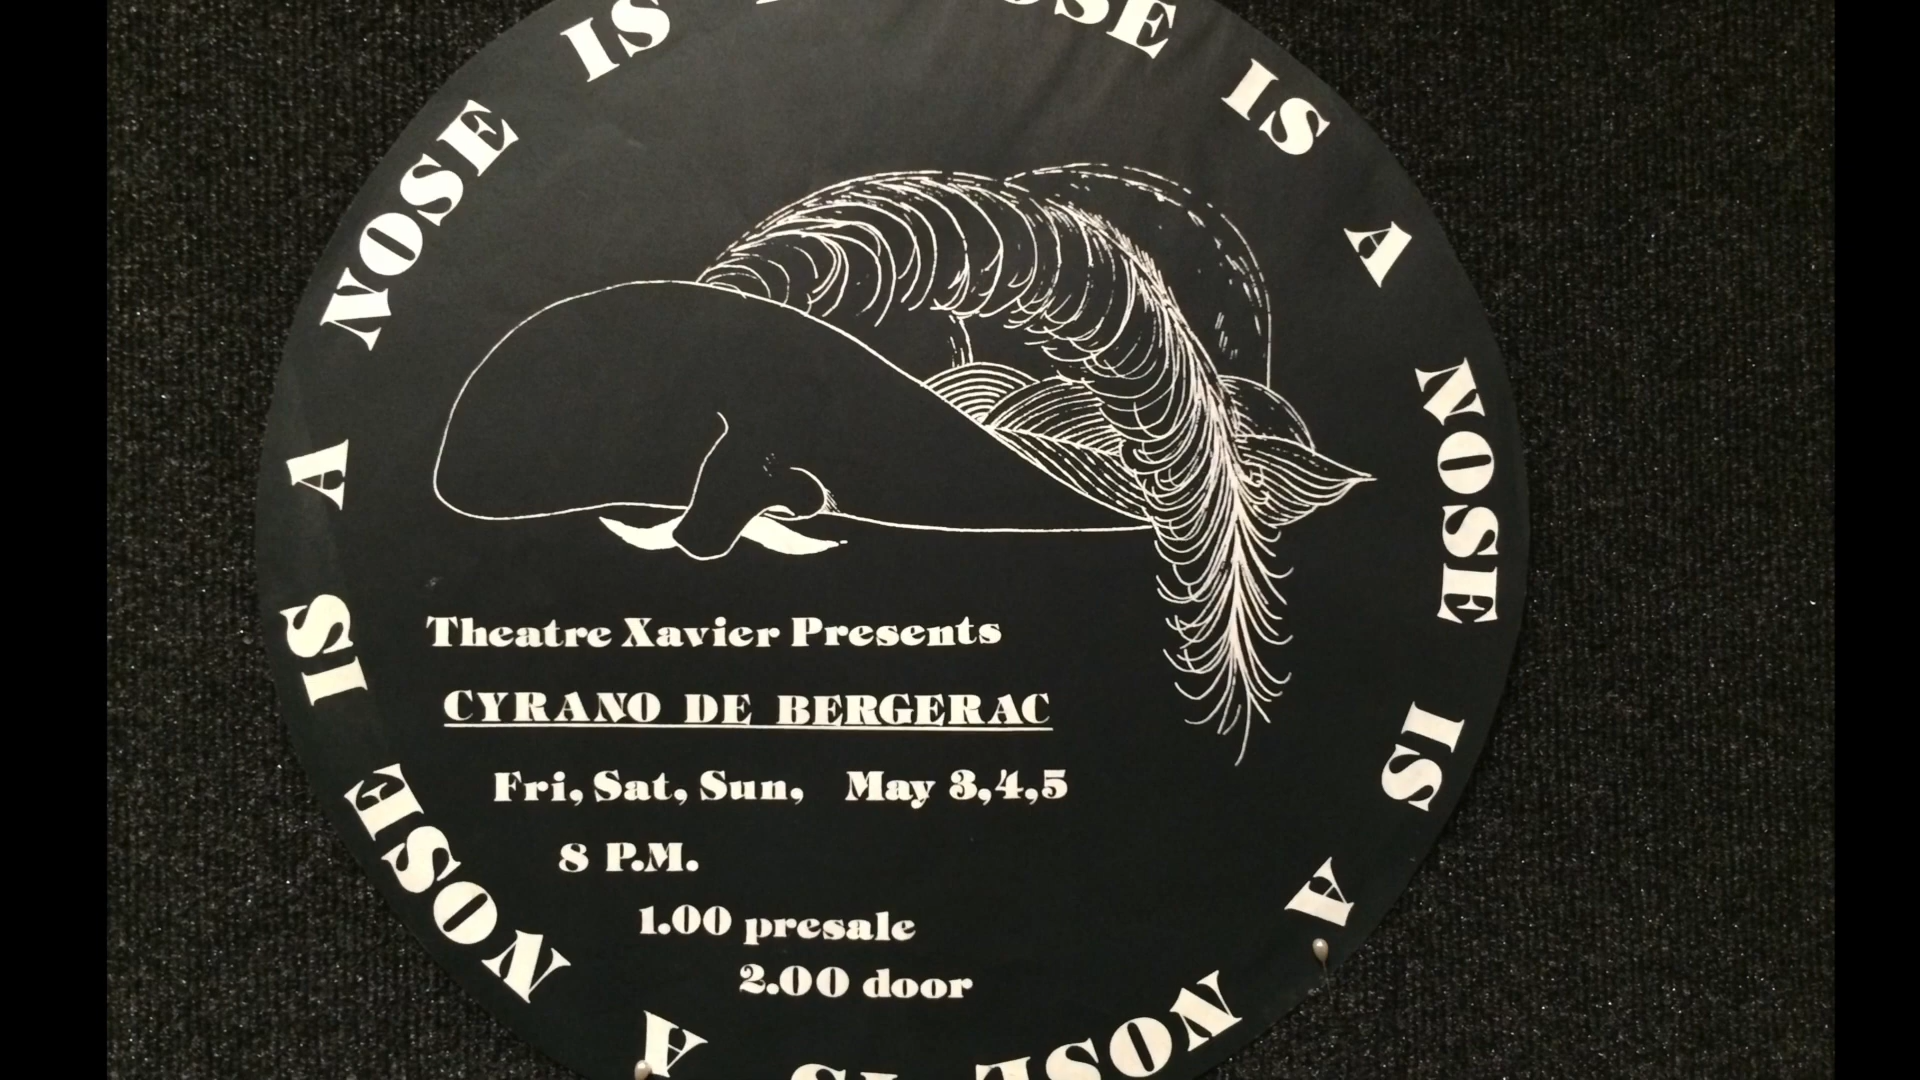 A NOSE IS A NOSE IS OSE IS A NOSE IS A NOSE IS
Theatre Xavier Presents
CYRANO DE BERGERAC
Fri, Sat, Sun, May 3,4,5
8 P.M.
1.00 presale
2.00 door